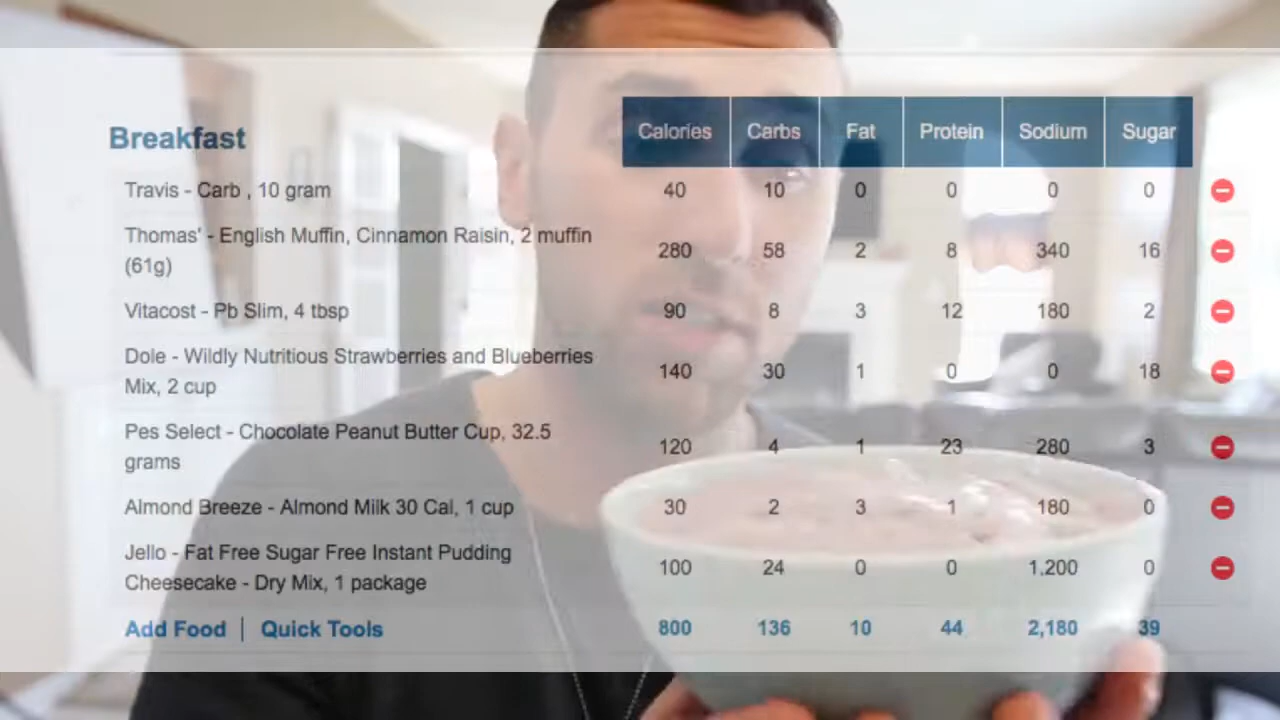 Breakfast Calories Carbs Fat Protein Sodium Sugar
Travis - Carb , 10 gram 40 10 0 0 0 0
Thomas' - English Muffin, Cinnamon Raisin, 2 muffin
(61g) 280 58 2 8 340 16
Vitacost - Pb Slim, 4 tbsp 90 8 3 12 180 2
Dole - Wildly Nutritious Strawberries and Blueberries
Mix, 2 cup 140 30 1 0 0 18
Pes Select - Chocolate Peanut Butter Cup, 32.5
grams 120 4 1 23 280 3
Almond Breeze - Almond Milk 30 Cal, 1 cup 30 2 3 1 180 0
Jello - Fat Free Sugar Free Instant Pudding
Cheesecake - Dry Mix, 1 package 100 24 0 0 1,200 0
Add Food | Quick Tools 800 136 10 44 2,180 39